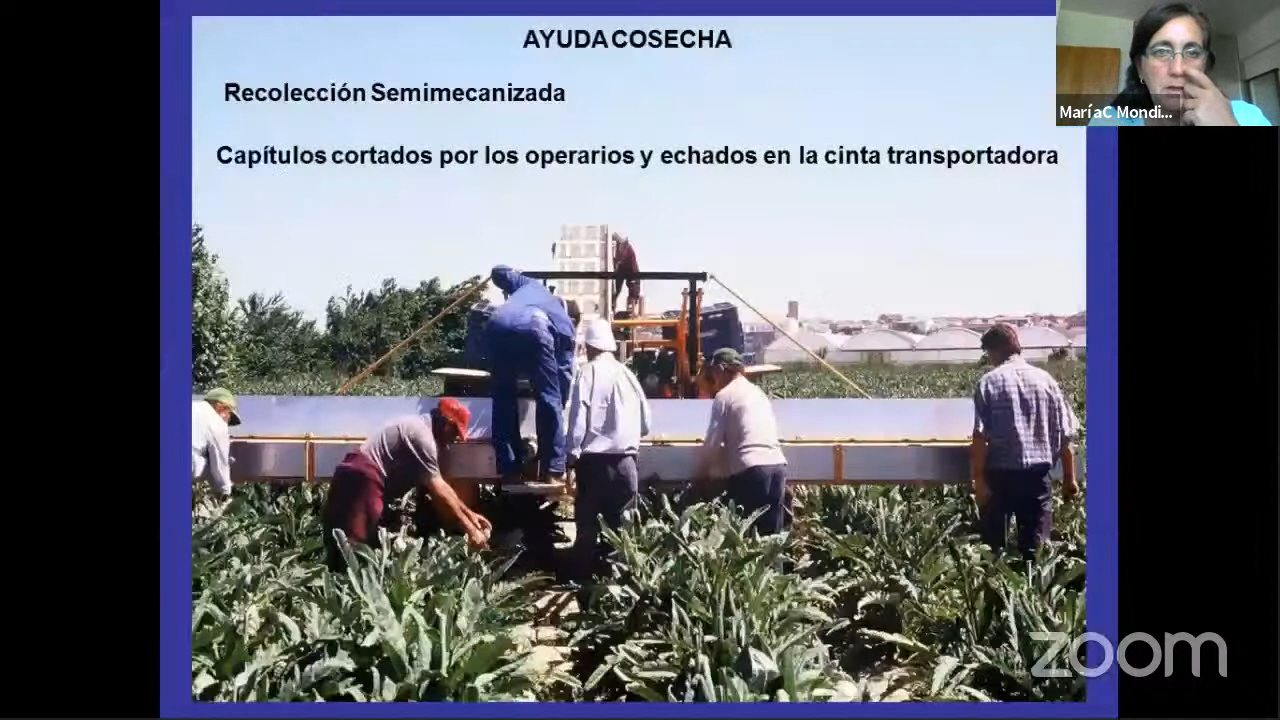 AYUDA COSECHA
Recolección Semimecanizada
Capítulos cortados por los operarios y echados en la cinta transportadora
MaríaC Mondi...
zoom